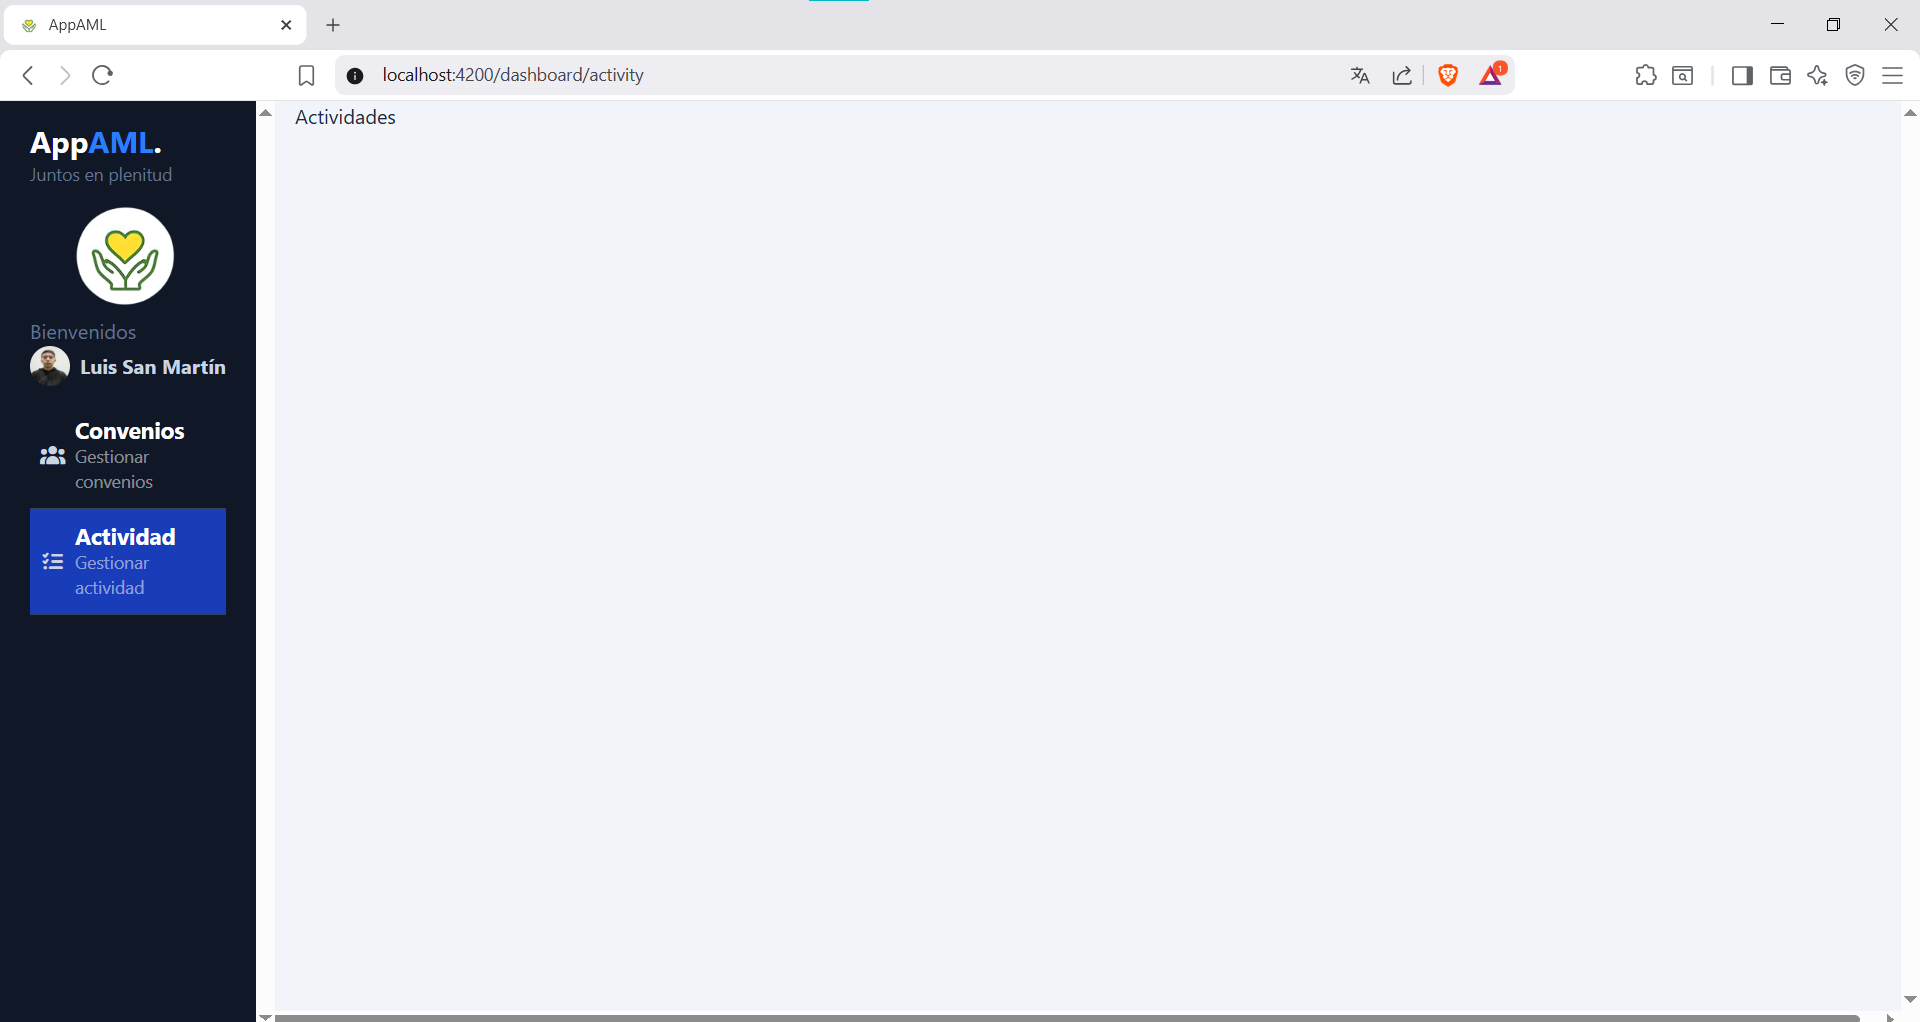 AppAML
localhost:4200/dashboard/activity
1
AppAML.
Juntos en plenitud
Bienvenidos
Luis San Martín
Convenios
Gestionar
convenios
Actividad
Gestionar
actividad
Actividades